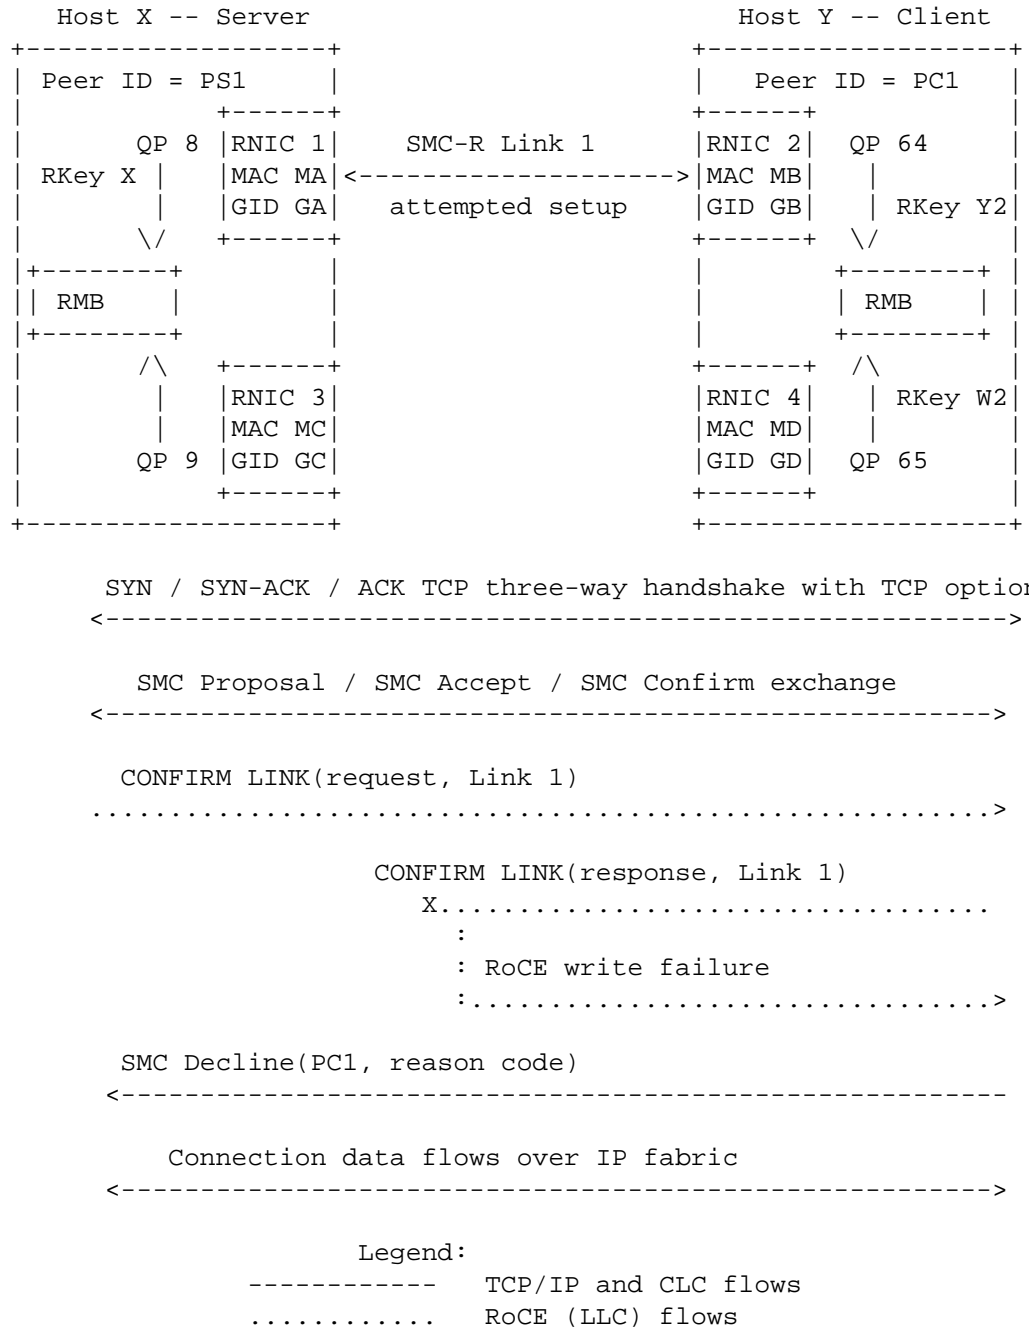 Host X -- Server                           Host Y -- Client
+-------------------+                      +-------------------+
| Peer ID = PS1     |                      |   Peer ID = PC1   |
|            +------+                      +------+            |
|       QP 8 |RNIC 1|    SMC-R Link 1      |RNIC 2|  QP 64     |
| RKey X |   |MAC MA|<-------------------->|MAC MB|   |        |
|        |   |GID GA|   attempted setup    |GID GB|   | RKey Y2|
|       \/   +------+                      +------+  \/        |
|+--------+         |                      |        +--------+ |
|| RMB    |         |                      |        | RMB    | |
|+--------+         |                      |        +--------+ |
|       /\   +------+                      +------+  /\        |
|        |   |RNIC 3|                      |RNIC 4|   | RKey W2|
|        |   |MAC MC|                      |MAC MD|   |        |
|       QP 9 |GID GC|                      |GID GD|  QP 65     |
|            +------+                      +------+            |
+-------------------+                      +-------------------+
SYN / SYN-ACK / ACK TCP three-way handshake with TCP option
<--------------------------------------------------------->
SMC Proposal / SMC Accept / SMC Confirm exchange
<-------------------------------------------------------->
CONFIRM LINK(request, Link 1)
.........................................................>
CONFIRM LINK(response, Link 1)
X...................................
:
: RoCE write failure
:.................................>
SMC Decline(PC1, reason code)
<--------------------------------------------------------
Connection data flows over IP fabric
<------------------------------------------------------->
Legend:
------------   TCP/IP and CLC flows
............   RoCE (LLC) flows